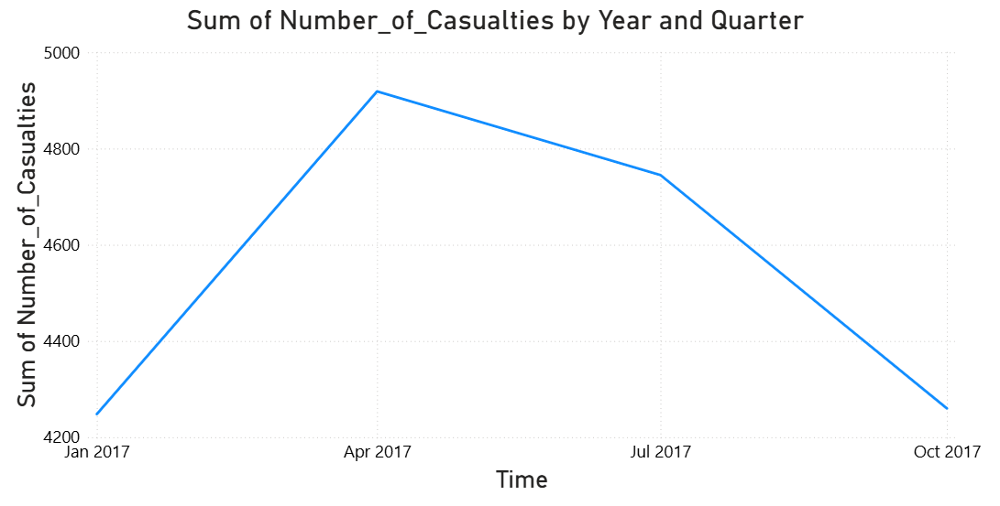 Sum of Number_of_Casualties by Year and Quarter
Sum of Number_of_Casualties
5000
4800
4600
4400
4200
Jan 2017 Apr 2017 Jul 2017 Oct 2017
Time